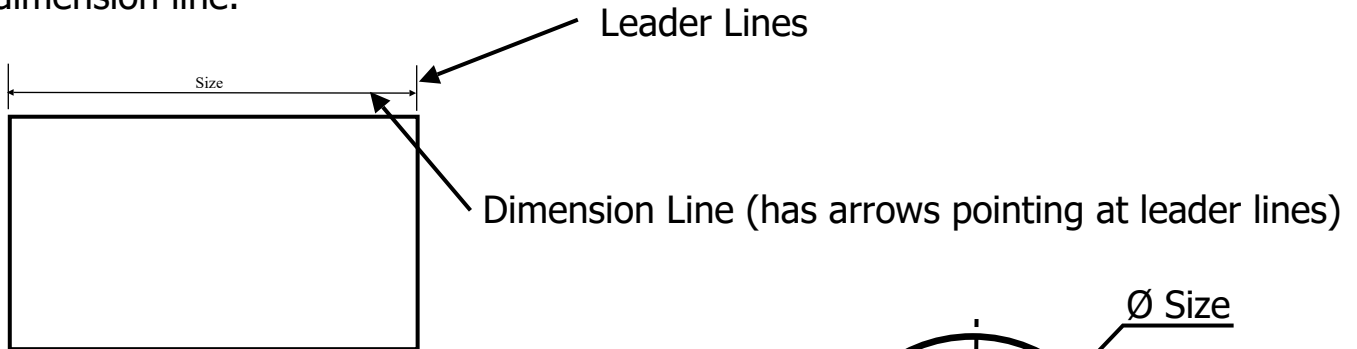 dimension line.
Leader Lines
Size
Dimension Line (has arrows pointing at leader lines)
Ø Size